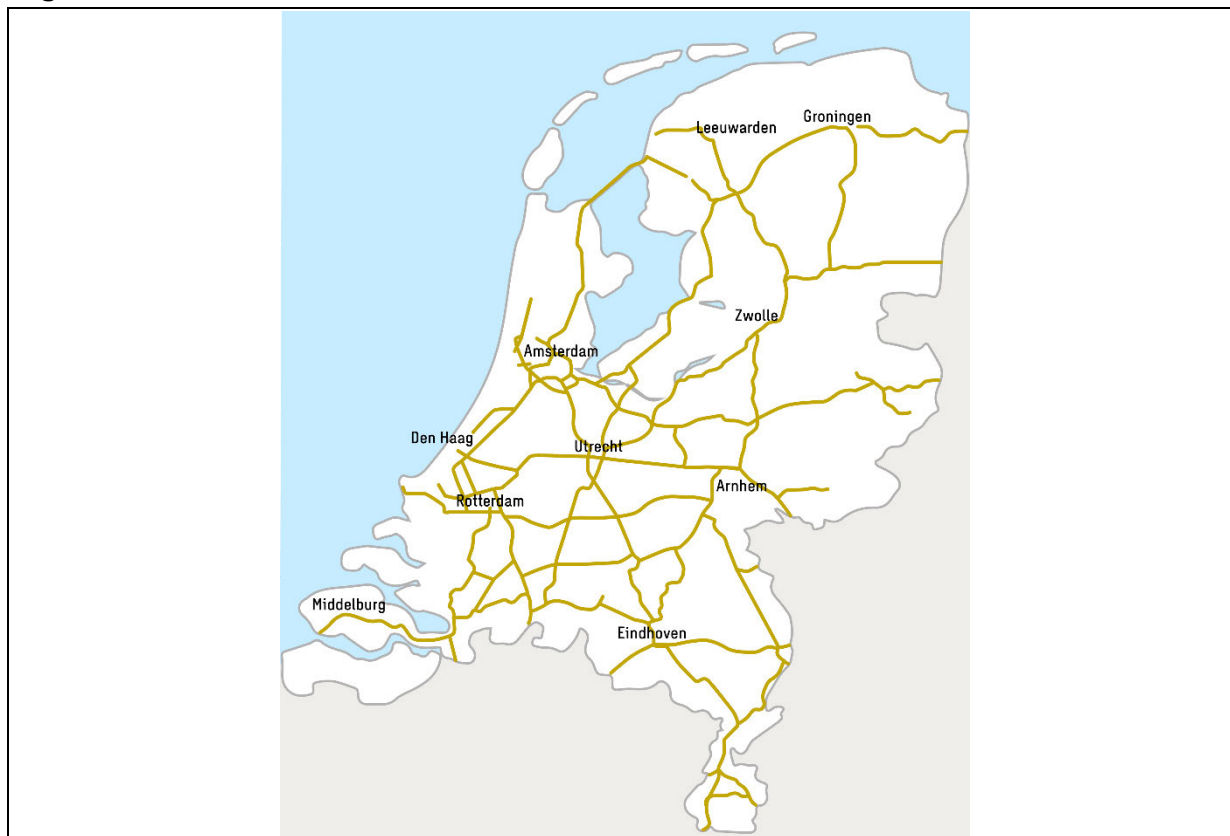 Groningen
Leeuwarden
Zwolle
Amsterdam
Den Haag
Utrecht
Arnhem
Rotterdam
Middelburg
Eindhoven